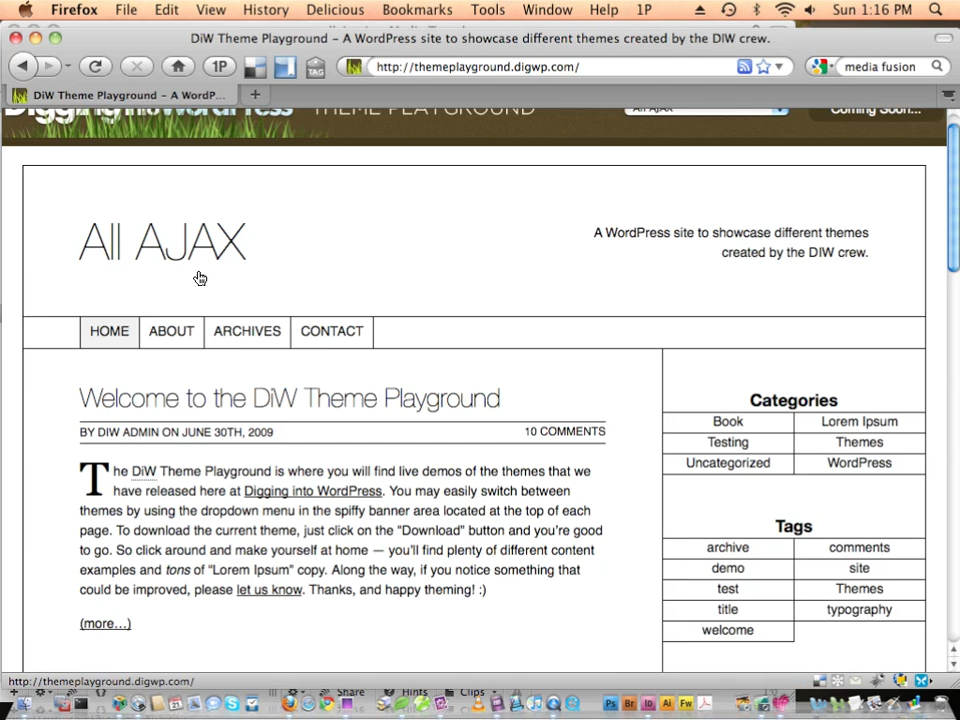 Firefox File Edit View History Delicious Bookmarks Tools Window Help 1P Sun 1:16 PM
DiW Theme Playground – A WordPress site to showcase different themes created by the DIW crew.
1P TAG http://themeplayground.digwp.com/ media fusion
DiW Theme Playground – A WordP...
Digging into WordPress THEME PLAYGROUND All AJAX Coming Soon...
All AJAX
A WordPress site to showcase different themes
created by the DIW crew.
HOME ABOUT ARCHIVES CONTACT
Welcome to the DiW Theme Playground
BY DIW ADMIN ON JUNE 30TH, 2009 10 COMMENTS
The DiW Theme Playground is where you will find live demos of the themes that we
have released here at Digging into WordPress. You may easily switch between
themes by using the dropdown menu in the spiffy banner area located at the top of each
page. To download the current theme, just click on the “Download” button and you’re good
to go. So click around and make yourself at home — you’ll find plenty of different content
examples and tons of “Lorem Ipsum” copy. Along the way, if you notice something that
could be improved, please let us know. Thanks, and happy theming! :)
(more…)
Categories
Book Lorem Ipsum
Testing Themes
Uncategorized WordPress
Tags
archive comments
demo site
test Themes
title typography
welcome
http://themeplayground.digwp.com/
Share Hints Clips
Ps Br Id Ai Fw